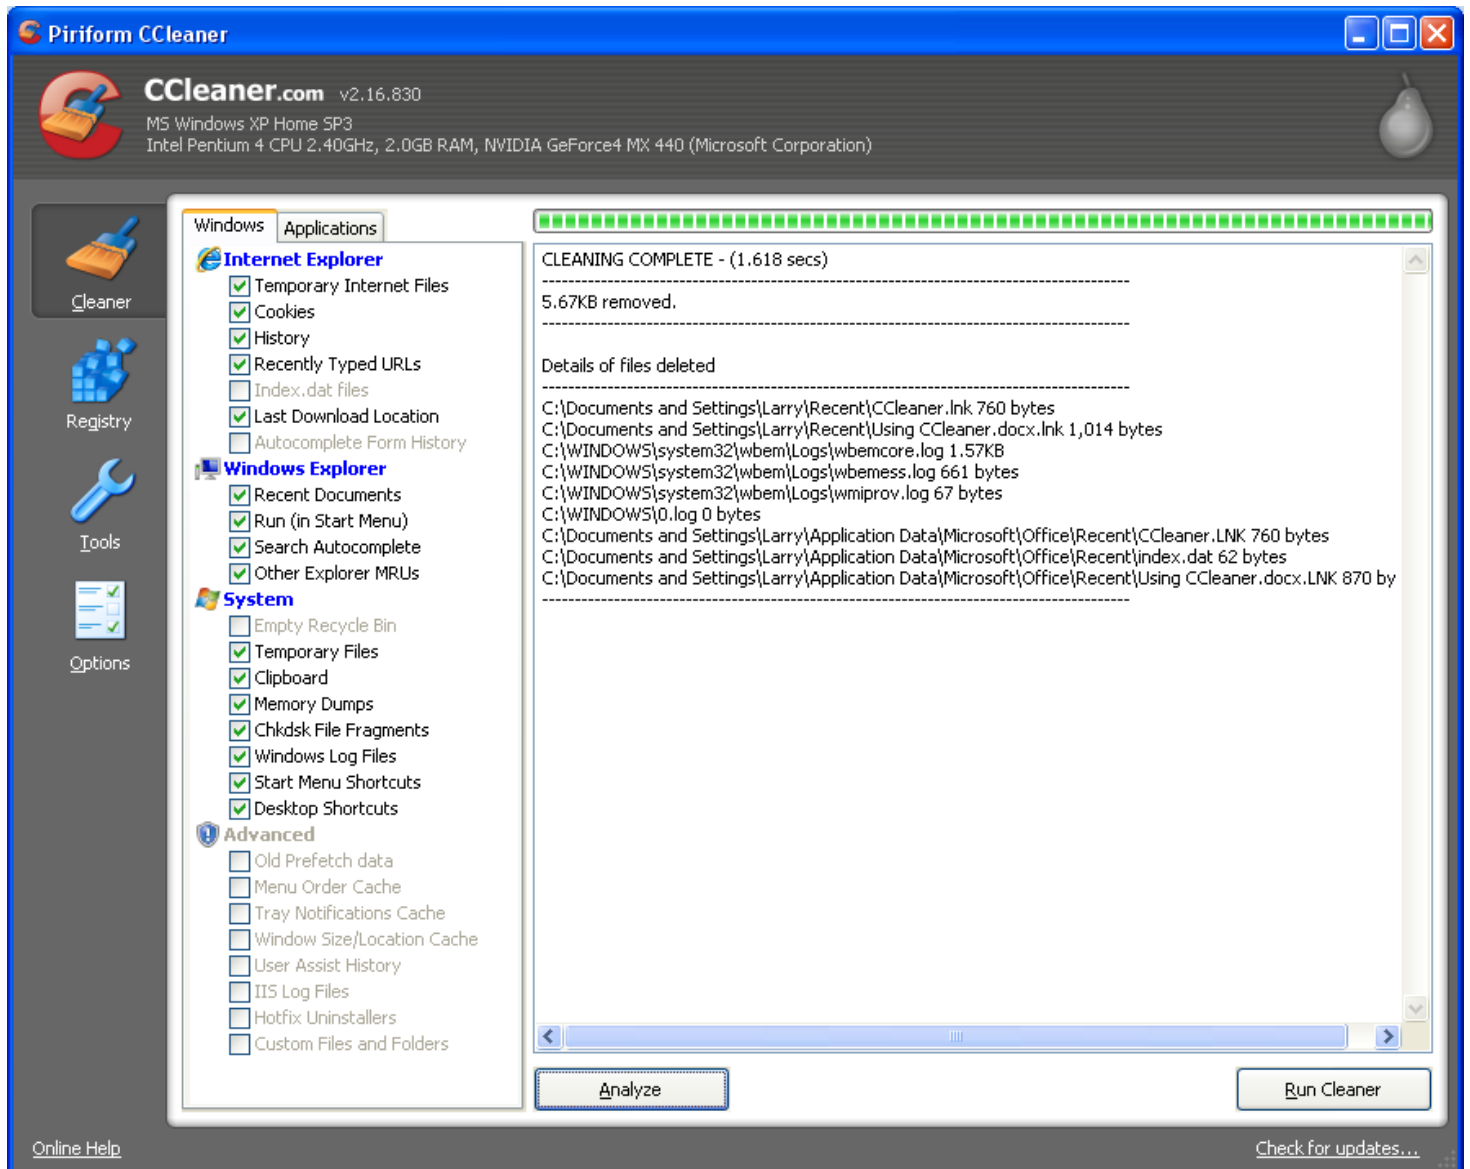 Piriform CCleaner
CCleaner.com v2.16.830
MS Windows XP Home SP3
Intel Pentium 4 CPU 2.40GHz, 2.0GB RAM, NVIDIA GeForce4 MX 440 (Microsoft Corporation)
Cleaner
Registry
Tools
Options
Windows
Applications
Internet Explorer
Temporary Internet Files
Cookies
History
Recently Typed URLs
Index.dat files
Last Download Location
Autocomplete Form History
Windows Explorer
Recent Documents
Run (in Start Menu)
Search Autocomplete
Other Explorer MRUs
System
Empty Recycle Bin
Temporary Files
Clipboard
Memory Dumps
Chkdsk File Fragments
Windows Log Files
Start Menu Shortcuts
Desktop Shortcuts
Advanced
Old Prefetch data
Menu Order Cache
Tray Notifications Cache
Window Size/Location Cache
User Assist History
IIS Log Files
Hotfix Uninstallers
Custom Files and Folders
CLEANING COMPLETE - (1.618 secs)
------------------------------------------------------------------------------------------
5.67KB removed.
------------------------------------------------------------------------------------------
Details of files deleted
------------------------------------------------------------------------------------------
C:\Documents and Settings\Larry\Recent\CCleaner.lnk 760 bytes
C:\Documents and Settings\Larry\Recent\Using CCleaner.docx.lnk 1,014 bytes
C:\WINDOWS\system32\wbem\Logs\wbemcore.log 1.57KB
C:\WINDOWS\system32\wbem\Logs\wbemess.log 661 bytes
C:\WINDOWS\system32\wbem\Logs\wmiprov.log 67 bytes
C:\WINDOWS\0.log 0 bytes
C:\Documents and Settings\Larry\Application Data\Microsoft\Office\Recent\CCleaner.LNK 760 bytes
C:\Documents and Settings\Larry\Application Data\Microsoft\Office\Recent\index.dat 62 bytes
C:\Documents and Settings\Larry\Application Data\Microsoft\Office\Recent\Using CCleaner.docx.LNK 870 by
------------------------------------------------------------------------------------------
Analyze
Run Cleaner
Online Help
Check for updates...